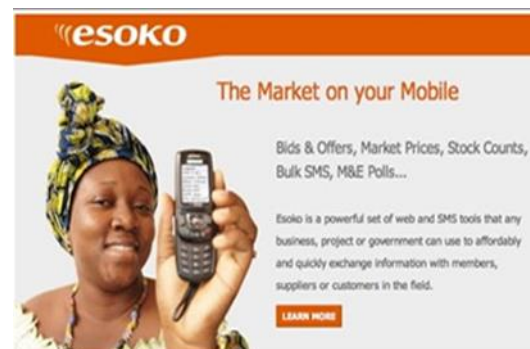 esoko
The Market on your Mobile
Bids & Offers, Market Prices, Stock Counts,
Bulk SMS, M&E Polls...
Esoko is a powerful set of web and SMS tools that any
business, project or government can use to affordably
and quickly exchange information with members,
suppliers or customers in the field.
LEARN MORE